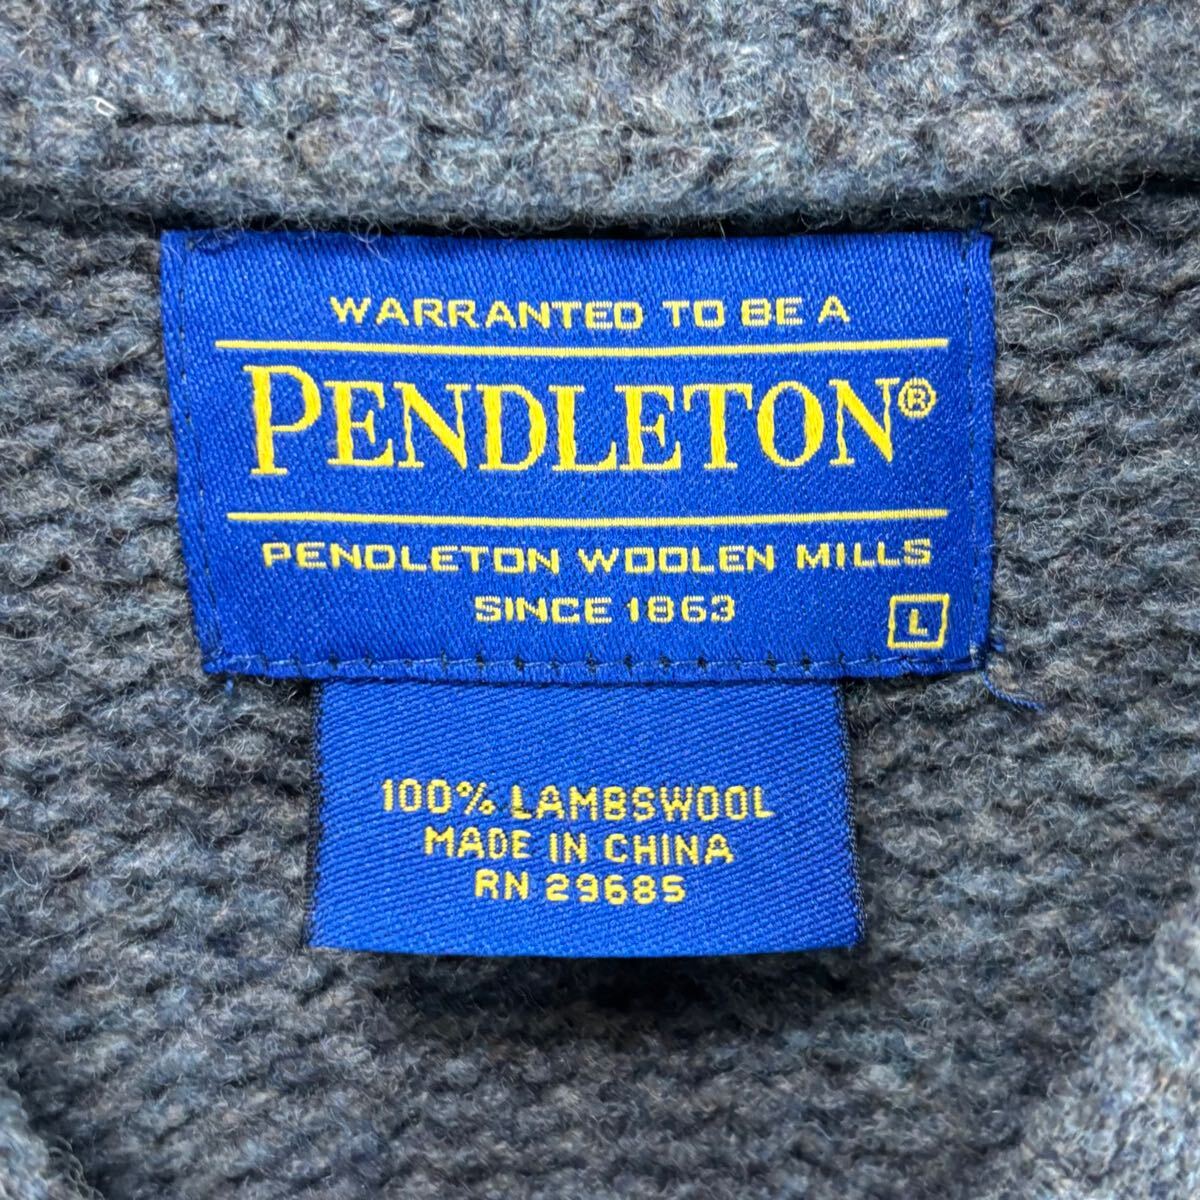 WARRANTED TO BE A
PENDLETON®
PENDLETON WOOLEN MILLS
SINCE 1863
L
100% LAMBSWOOL
MADE IN CHINA
RN 29685